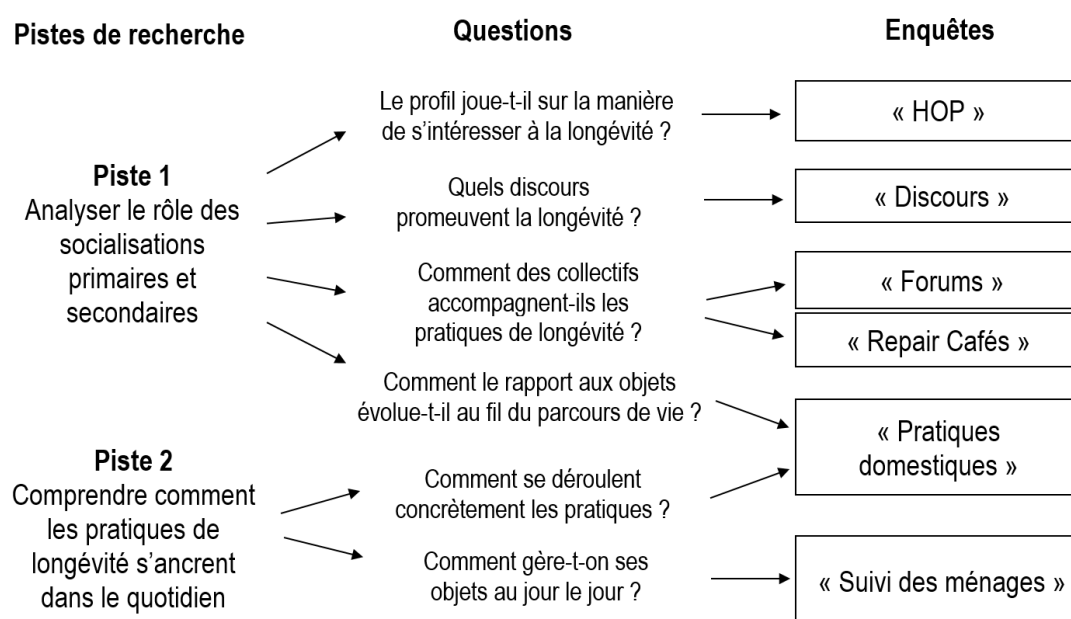 Pistes de recherche
Questions
Enquêtes
Piste 1
Analyser le rôle des
socialisations
primaires et
secondaires
Le profil joue-t-il sur la manière
de s’intéresser à la longévité ?
« HOP »
Quels discours
promeuvent la longévité ?
« Discours »
Comment des collectifs
accompagnent-ils les
pratiques de longévité ?
« Forums »
« Repair Cafés »
Comment le rapport aux objets
évolue-t-il au fil du parcours de vie ?
« Pratiques
domestiques »
Piste 2
Comprendre comment
les pratiques de
longévité s’ancrent
dans le quotidien
Comment se déroulent
concrètement les pratiques ?
Comment gère-t-on ses
objets au jour le jour ?
« Suivi des ménages »